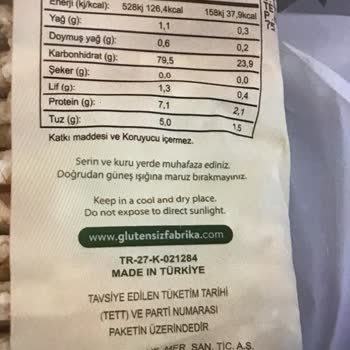 Enerji (kj/kcal): 528kj 126,4kcal 158kj 37,9kcal
Yağ (g): 1,1 0,3
Doymuş yağ (g): 0,6 0,2
Karbonhidrat (g): 79,5 23,9
Şeker (g): 0.0 0.0
Lif (g): 1,3 0,4
Protein (g): 7,1 2,1
Tuz (g): 5,0 1,5
Katkı maddesi ve Koruyucu içermez.
Serin ve kuru yerde muhafaza ediniz.
Doğrudan güneş ışığına maruz bırakmayınız.
Keep in a cool and dry place.
Do not expose to direct sunlight.
www.glutensizfabrika.com
TR-27-K-021284
MADE IN TÜRKİYE
TAVSİYE EDİLEN TÜKETİM TARİHİ
(TETT) VE PARTİ NUMARASI
PAKETİN ÜZERİNDEDİR
MER. SAN. TİC. A.Ş.